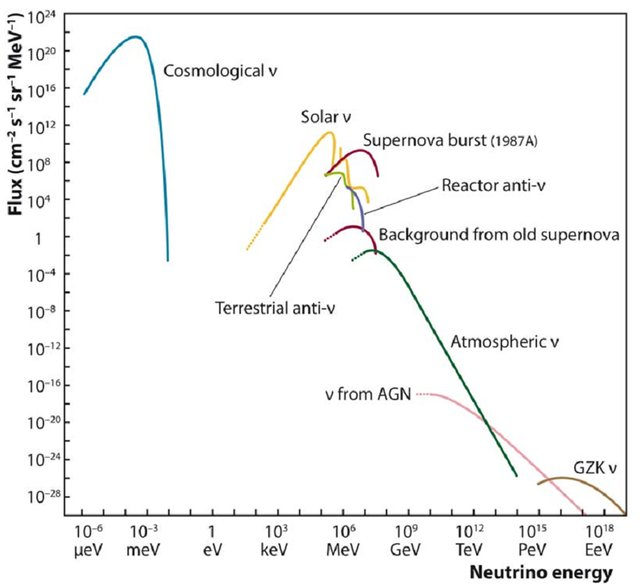 10²⁴
10²⁰
10¹⁶
10¹²
10⁸
10⁴
1
10⁻⁴
10⁻⁸
10⁻¹²
10⁻¹⁶
10⁻²⁰
10⁻²⁴
10⁻²⁸
Flux (cm⁻² s⁻¹ sr⁻¹ MeV⁻¹)
Cosmological ν
Solar ν
Supernova burst (1987A)
Reactor anti-ν
Background from old supernova
Terrestrial anti-ν
Atmospheric ν
ν from AGN
GZK ν
10⁻⁶ 10⁻³ 1 10³ 10⁶ 10⁹ 10¹² 10¹⁵ 10¹⁸
µeV meV eV keV MeV GeV TeV PeV EeV
Neutrino energy